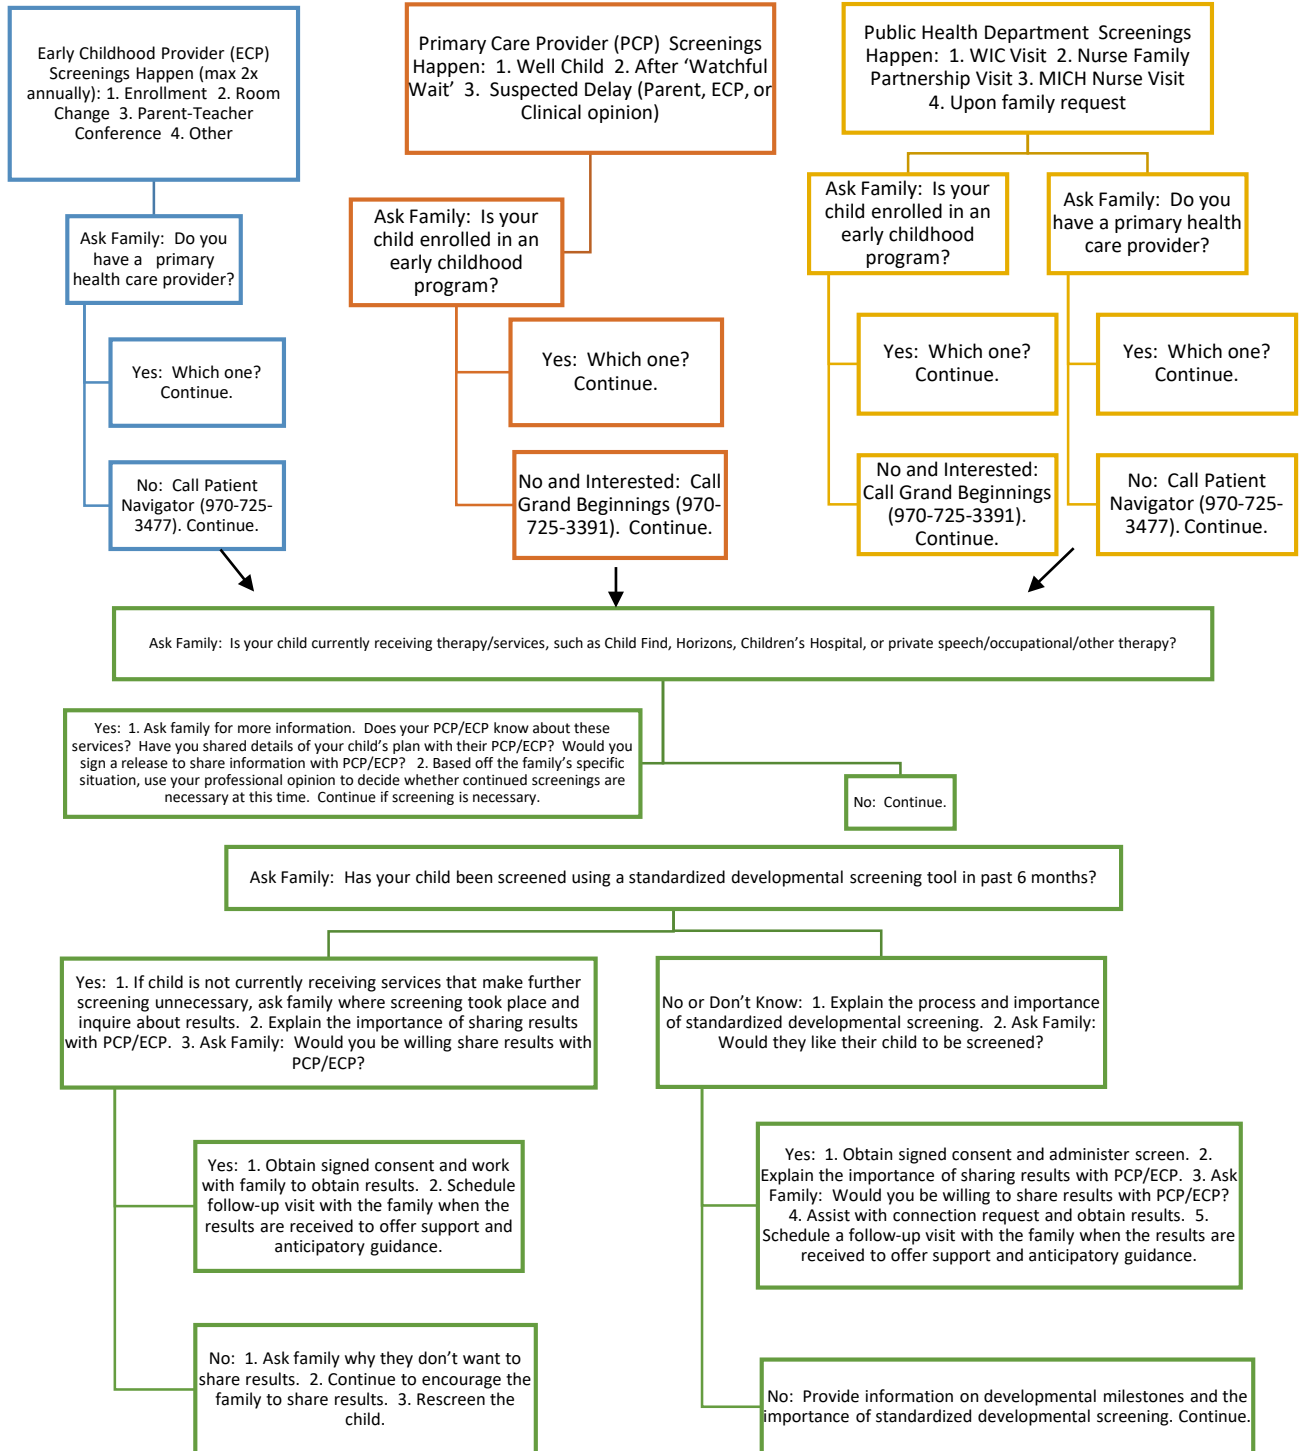 Early Childhood Provider (ECP)
Screenings Happen (max 2x
annually): 1. Enrollment 2. Room
Change 3. Parent-Teacher
Conference 4. Other
Ask Family: Do you
have a primary
health care provider?
Yes: Which one?
Continue.
No: Call Patient
Navigator (970-725-
3477). Continue.
Primary Care Provider (PCP) Screenings
Happen: 1. Well Child 2. After ‘Watchful
Wait’ 3. Suspected Delay (Parent, ECP, or
Clinical opinion)
Ask Family: Is your
child enrolled in an
early childhood
program?
Yes: Which one?
Continue.
No and Interested: Call
Grand Beginnings (970-
725-3391). Continue.
Public Health Department Screenings
Happen: 1. WIC Visit 2. Nurse Family
Partnership Visit 3. MICH Nurse Visit
4. Upon family request
Ask Family: Is your
child enrolled in an
early childhood
program?
Yes: Which one?
Continue.
No and Interested:
Call Grand Beginnings
(970-725-3391).
Continue.
Ask Family: Do you
have a primary health
care provider?
Yes: Which one?
Continue.
No: Call Patient
Navigator (970-725-
3477). Continue.
Ask Family: Is your child currently receiving therapy/services, such as Child Find, Horizons, Children’s Hospital, or private speech/occupational/other therapy?
Yes: 1. Ask family for more information. Does your PCP/ECP know about these
services? Have you shared details of your child’s plan with their PCP/ECP? Would you
sign a release to share information with PCP/ECP? 2. Based off the family’s specific
situation, use your professional opinion to decide whether continued screenings are
necessary at this time. Continue if screening is necessary.
No: Continue.
Ask Family: Has your child been screened using a standardized developmental screening tool in past 6 months?
Yes: 1. If child is not currently receiving services that make further
screening unnecessary, ask family where screening took place and
inquire about results. 2. Explain the importance of sharing results
with PCP/ECP. 3. Ask Family: Would you be willing share results with
PCP/ECP?
Yes: 1. Obtain signed consent and work
with family to obtain results. 2. Schedule
follow-up visit with the family when the
results are received to offer support and
anticipatory guidance.
No: 1. Ask family why they don’t want to
share results. 2. Continue to encourage the
family to share results. 3. Rescreen the
child.
No or Don’t Know: 1. Explain the process and importance
of standardized developmental screening. 2. Ask Family:
Would they like their child to be screened?
Yes: 1. Obtain signed consent and administer screen. 2.
Explain the importance of sharing results with PCP/ECP. 3. Ask
Family: Would you be willing to share results with PCP/ECP?
4. Assist with connection request and obtain results. 5.
Schedule a follow-up visit with the family when the results are
received to offer support and anticipatory guidance.
No: Provide information on developmental milestones and the
importance of standardized developmental screening. Continue.